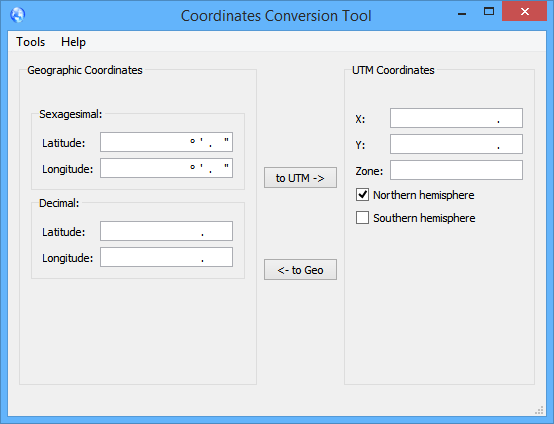 Coordinates Conversion Tool
Tools Help
Geographic Coordinates
Sexagesimal:
Latitude: ° ' . "
Longitude: ° ' . "
Decimal:
Latitude: .
Longitude: .
to UTM ->
<- to Geo
UTM Coordinates
X: .
Y: .
Zone:
Northern hemisphere
Southern hemisphere